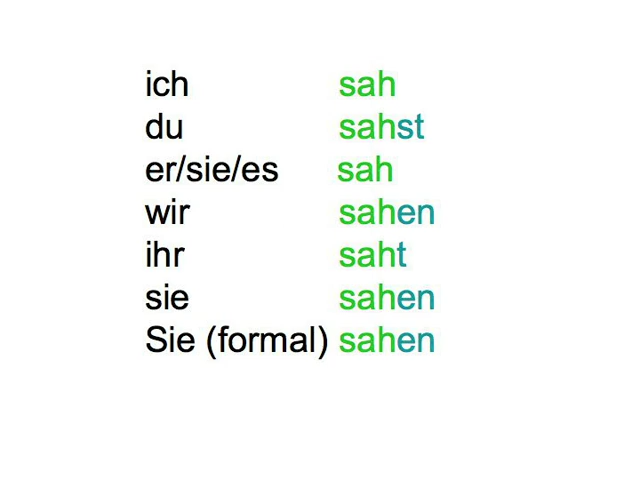 ich sah
du sahst
er/sie/es sah
wir sahen
ihr saht
sie sahen
Sie (formal) sahen